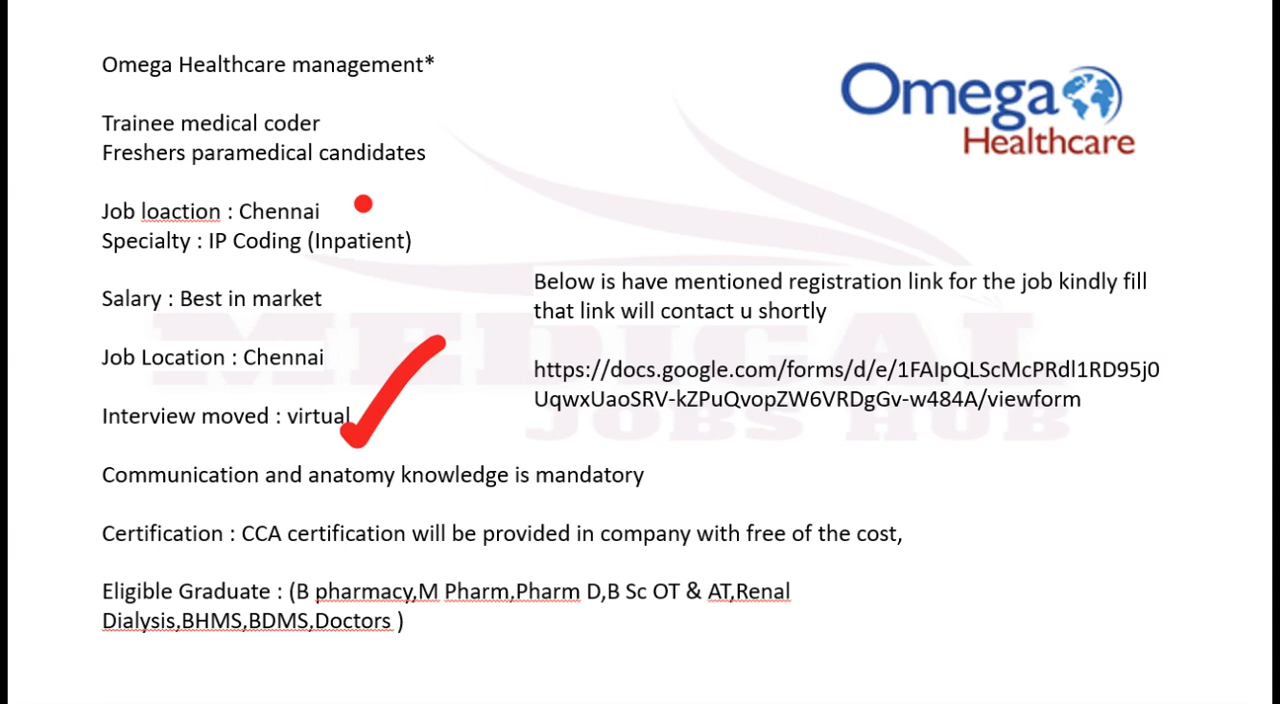 Omega Healthcare management*
Omega
Healthcare
Trainee medical coder
Freshers paramedical candidates
Job loaction : Chennai
Specialty : IP Coding (Inpatient)
Salary : Best in market
Job Location : Chennai
Interview moved : virtual
Below is have mentioned registration link for the job kindly fill
that link will contact u shortly
https://docs.google.com/forms/d/e/1FAIpQLScMcPRdl1RD95j0
UqwxUaoSRV-kZPuQvopZW6VRDgGv-w484A/viewform
MEDICAL
JOBS HUB
Communication and anatomy knowledge is mandatory
Certification : CCA certification will be provided in company with free of the cost,
Eligible Graduate : (B pharmacy,M Pharm,Pharm D,B Sc OT & AT,Renal
Dialysis,BHMS,BDMS,Doctors )